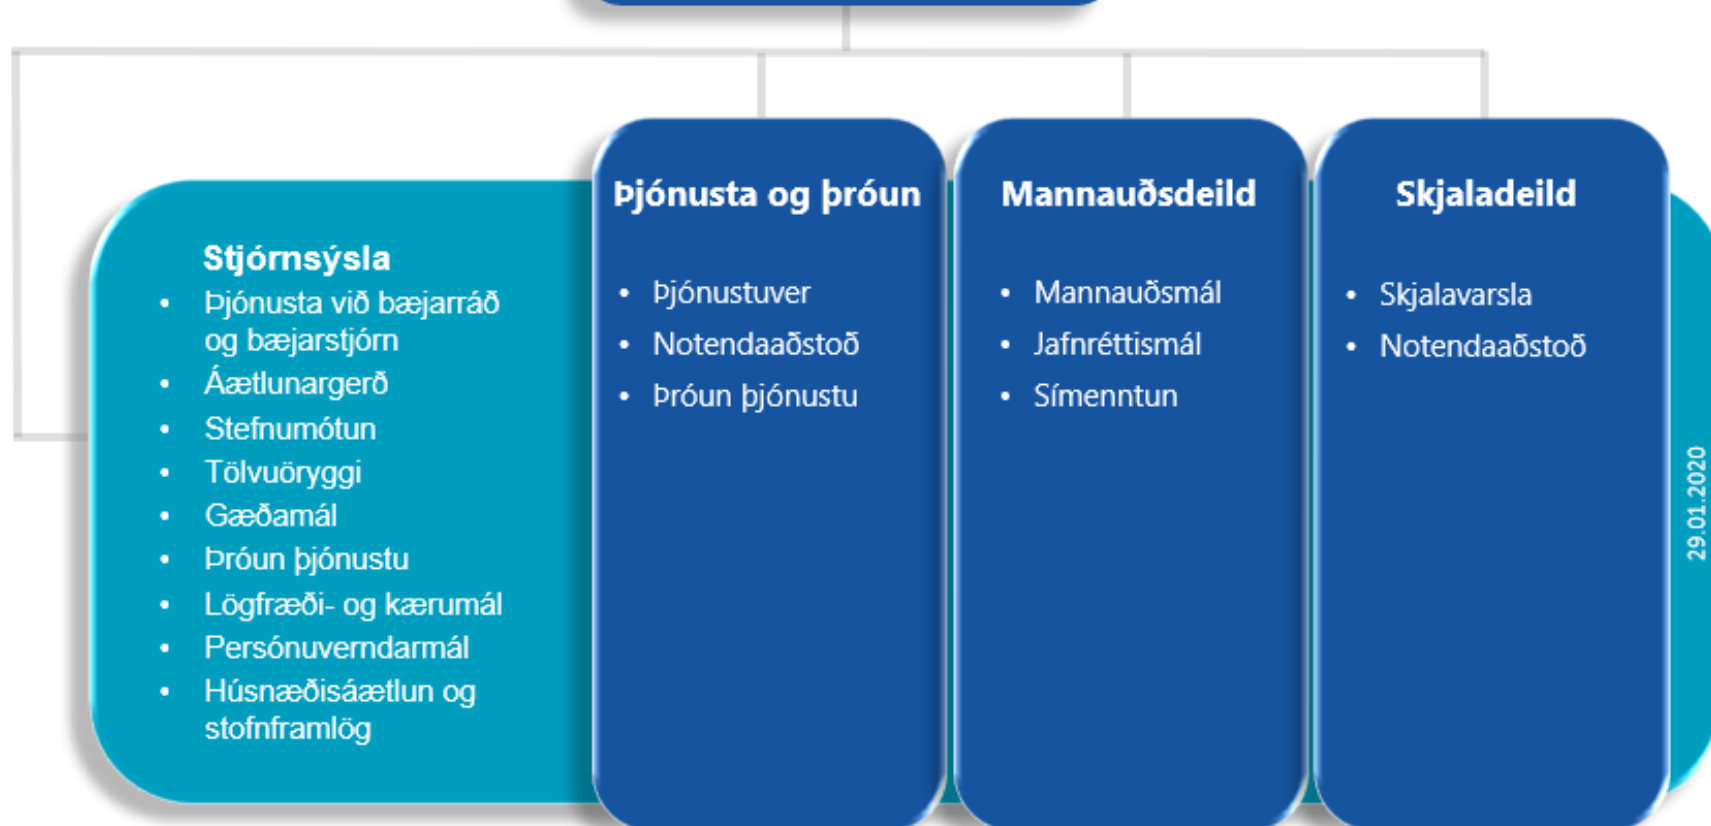 Stjórnsýsla
• Þjónusta við bæjarráð
og bæjarstjórn
• Áætlunargerð
• Stefnumótun
• Tölvuöryggi
• Gæðamál
• Þróun þjónustu
• Lögfræði- og kærumál
• Persónuverndarmál
• Húsnæðisáætlun og
stofnframlög
Þjónusta og þróun
• Þjónustuver
• Notendaaðstoð
• Þróun þjónustu
Mannauðsdeild
• Mannauðsmál
• Jafnréttismál
• Símenntun
Skjaladeild
• Skjalavarsla
• Notendaaðstoð
29.01.2020